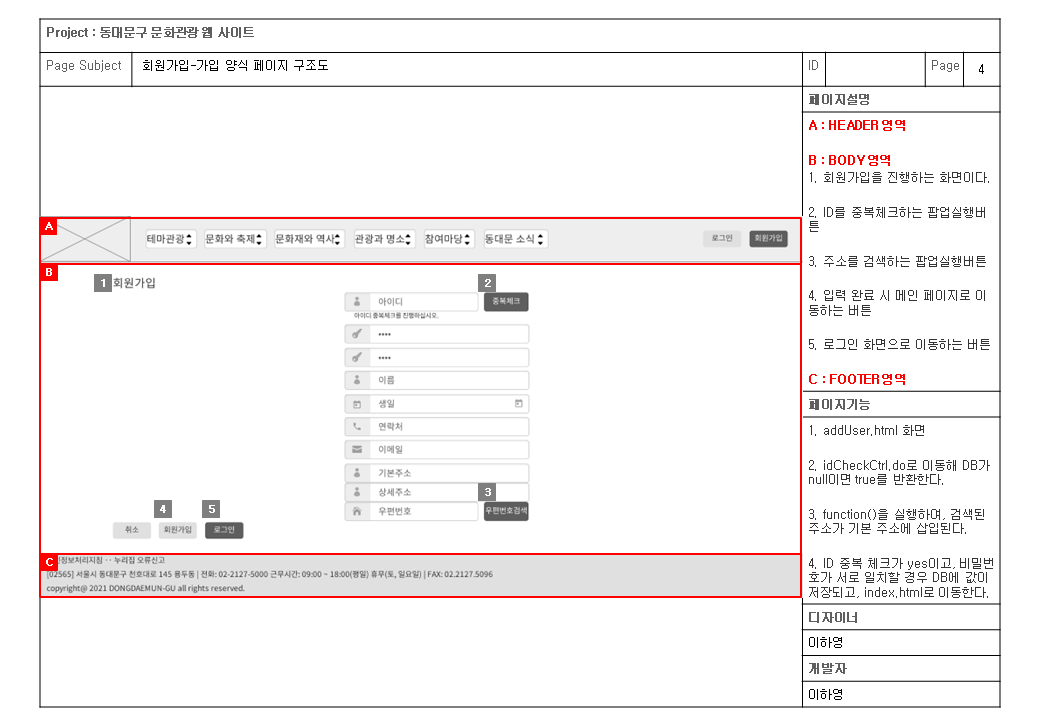 Project : 동대문구 문화관광 웹 사이트
Page Subject 회원가입-가입 양식 페이지 구조도 ID Page 4
A
테마관광 문화와 축제 문화재와 역사 관광과 명소 참여마당 동대문 소식 로그인 회원가입
B
1 회원가입
2
아이디 중복체크
아이디 중복체크를 진행하십시오.
••••
••••
이름
생일
연락처
이메일
기본주소
상세주소 3
우편번호 우편번호검색
4 5
취소 회원가입 로그인
C
정보처리지침 ·· 누리집 오류신고
[02565] 서울시 동대문구 천호대로 145 용두동 | 전화: 02-2127-5000 근무시간: 09:00 ~ 18:00(평일) 휴무(토, 일요일) | FAX: 02.2127.5096
copyright@ 2021 DONGDAEMUN-GU all rights reserved.
페이지설명
A : HEADER 영역
B : BODY 영역
1. 회원가입을 진행하는 화면이다.
2. ID를 중복체크하는 팝업실행버
튼
3. 주소를 검색하는 팝업실행버튼
4. 입력 완료 시 메인 페이지로 이
동하는 버튼
5. 로그인 화면으로 이동하는 버튼
C : FOOTER 영역
페이지기능
1. addUser.html 화면
2. idCheckCtrl.do로 이동해 DB가
null이면 true를 반환한다.
3. function()을 실행하며, 검색된
주소가 기본 주소에 삽입된다.
4. ID 중복 체크가 yes이고, 비밀번
호가 서로 일치할 경우 DB에 값이
저장되고, index.html로 이동한다.
디자이너
이하영
개발자
이하영